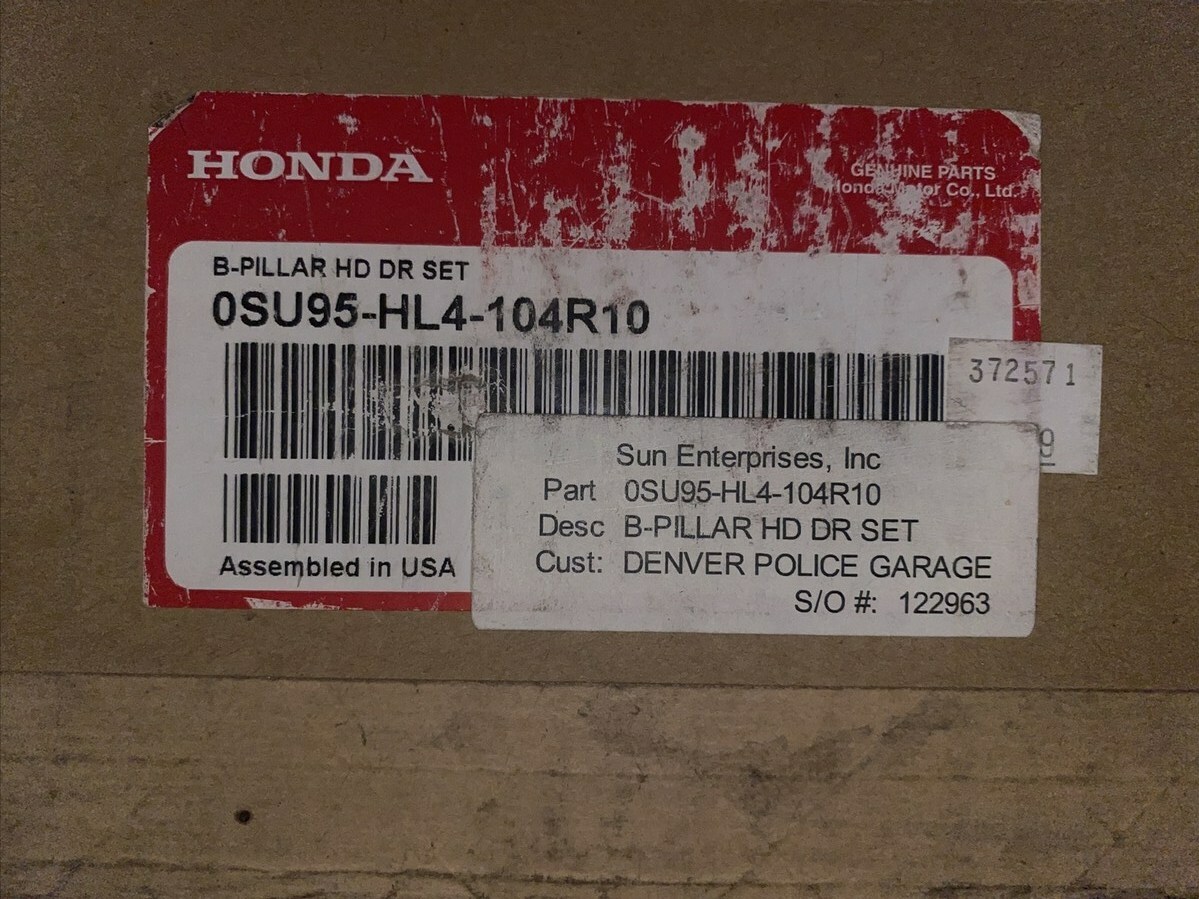 HONDA
GENUINE PARTS
Honda Motor Co., Ltd.
B-PILLAR HD DR SET
0SU95-HL4-104R10
372571
9
Sun Enterprises, Inc
Part 0SU95-HL4-104R10
Desc B-PILLAR HD DR SET
Cust: DENVER POLICE GARAGE
S/O #: 122963
Assembled in USA